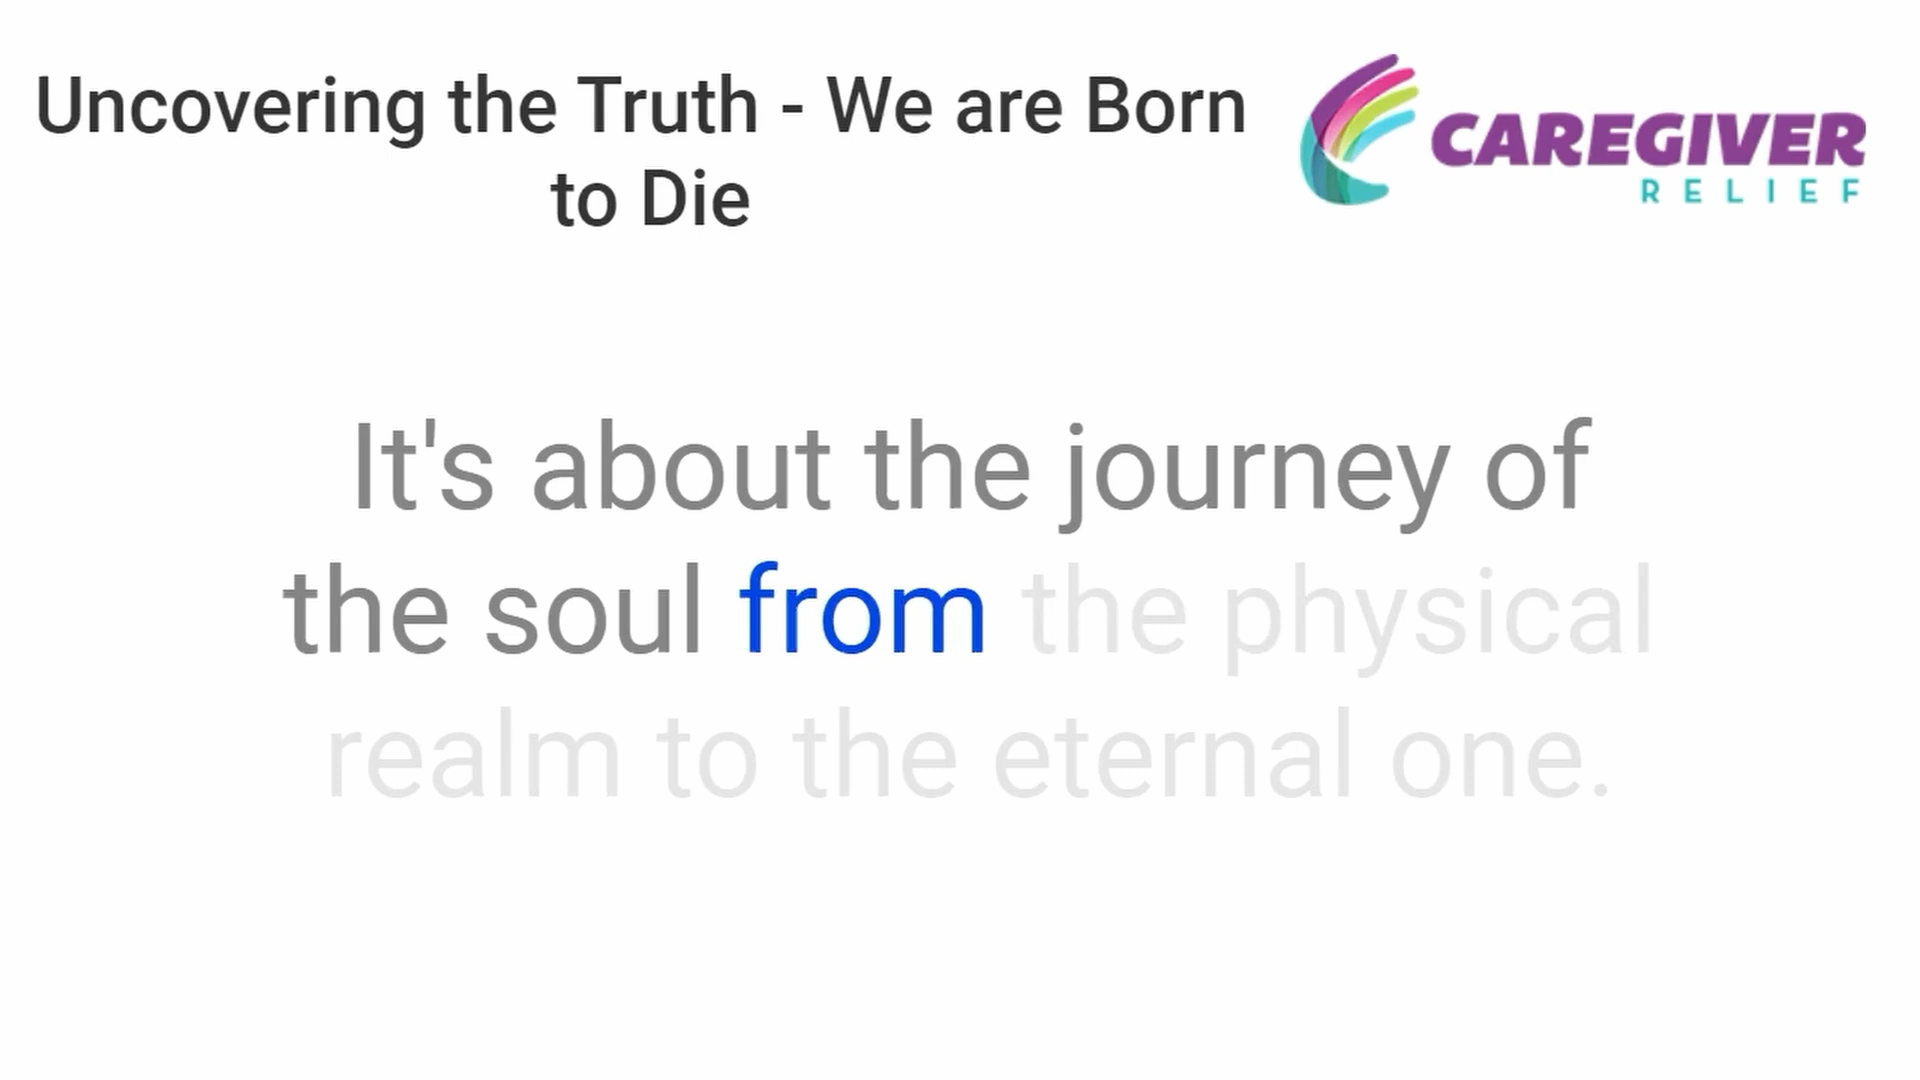 Uncovering the Truth - We are Born
to Die
CAREGIVER
RELIEF
It's about the journey of
the soul from the physical
realm to the eternal one.